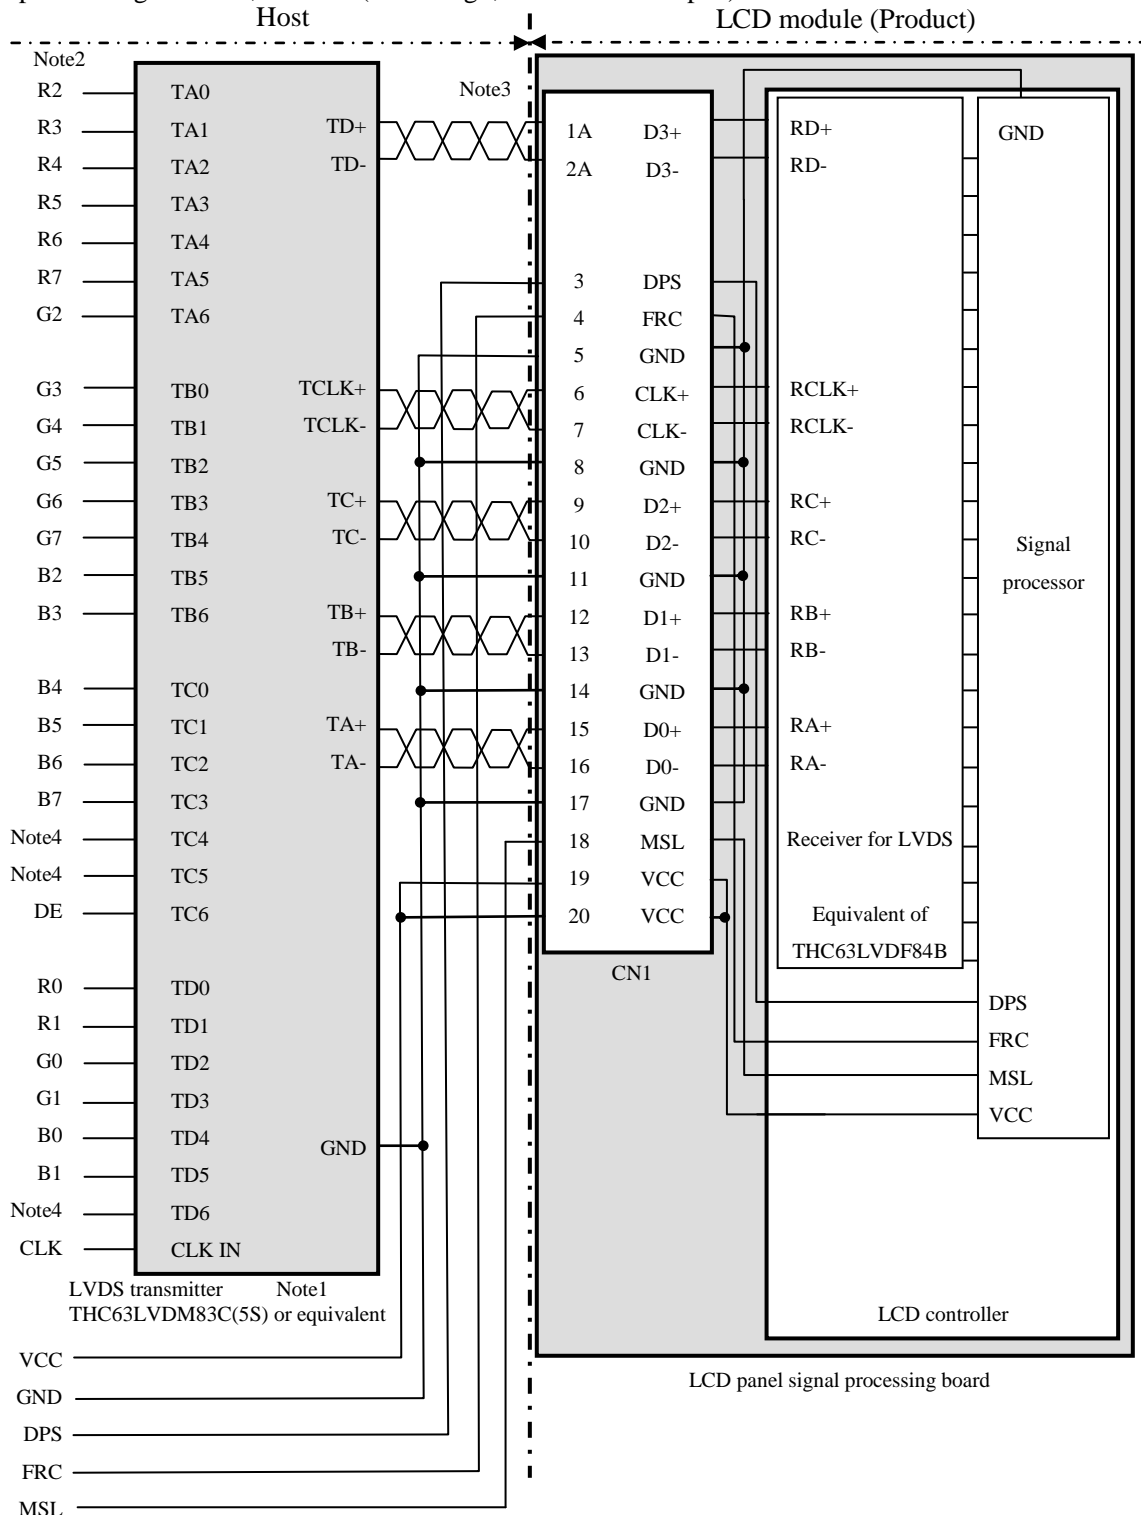 Host
LCD module (Product)
Note2
Note3
R2 TA0
R3 TA1 TD+ 1A D3+ RD+ GND
R4 TA2 TD- 2A D3- RD-
R5 TA3
R6 TA4
R7 TA5 3 DPS
G2 TA6 4 FRC
5 GND
G3 TB0 TCLK+ 6 CLK+ RCLK+
G4 TB1 TCLK- 7 CLK- RCLK-
G5 TB2 8 GND
G6 TB3 TC+ 9 D2+ RC+
G7 TB4 TC- 10 D2- RC- Signal
B2 TB5 11 GND processor
B3 TB6 TB+ 12 D1+ RB+
TB- 13 D1- RB-
B4 TC0 14 GND
B5 TC1 TA+ 15 D0+ RA+
B6 TC2 TA- 16 D0- RA-
B7 TC3 17 GND
Note4 TC4 18 MSL Receiver for LVDS
Note4 TC5 19 VCC
DE TC6 20 VCC Equivalent of
THC63LVDF84B
CN1
R0 TD0 DPS
R1 TD1 FRC
G0 TD2 MSL
G1 TD3 VCC
B0 TD4 GND
B1 TD5
Note4 TD6
CLK CLK IN
LVDS transmitter Note1
THC63LVDM83C(5S) or equivalent
LCD controller
VCC
LCD panel signal processing board
GND
DPS
FRC
MSL